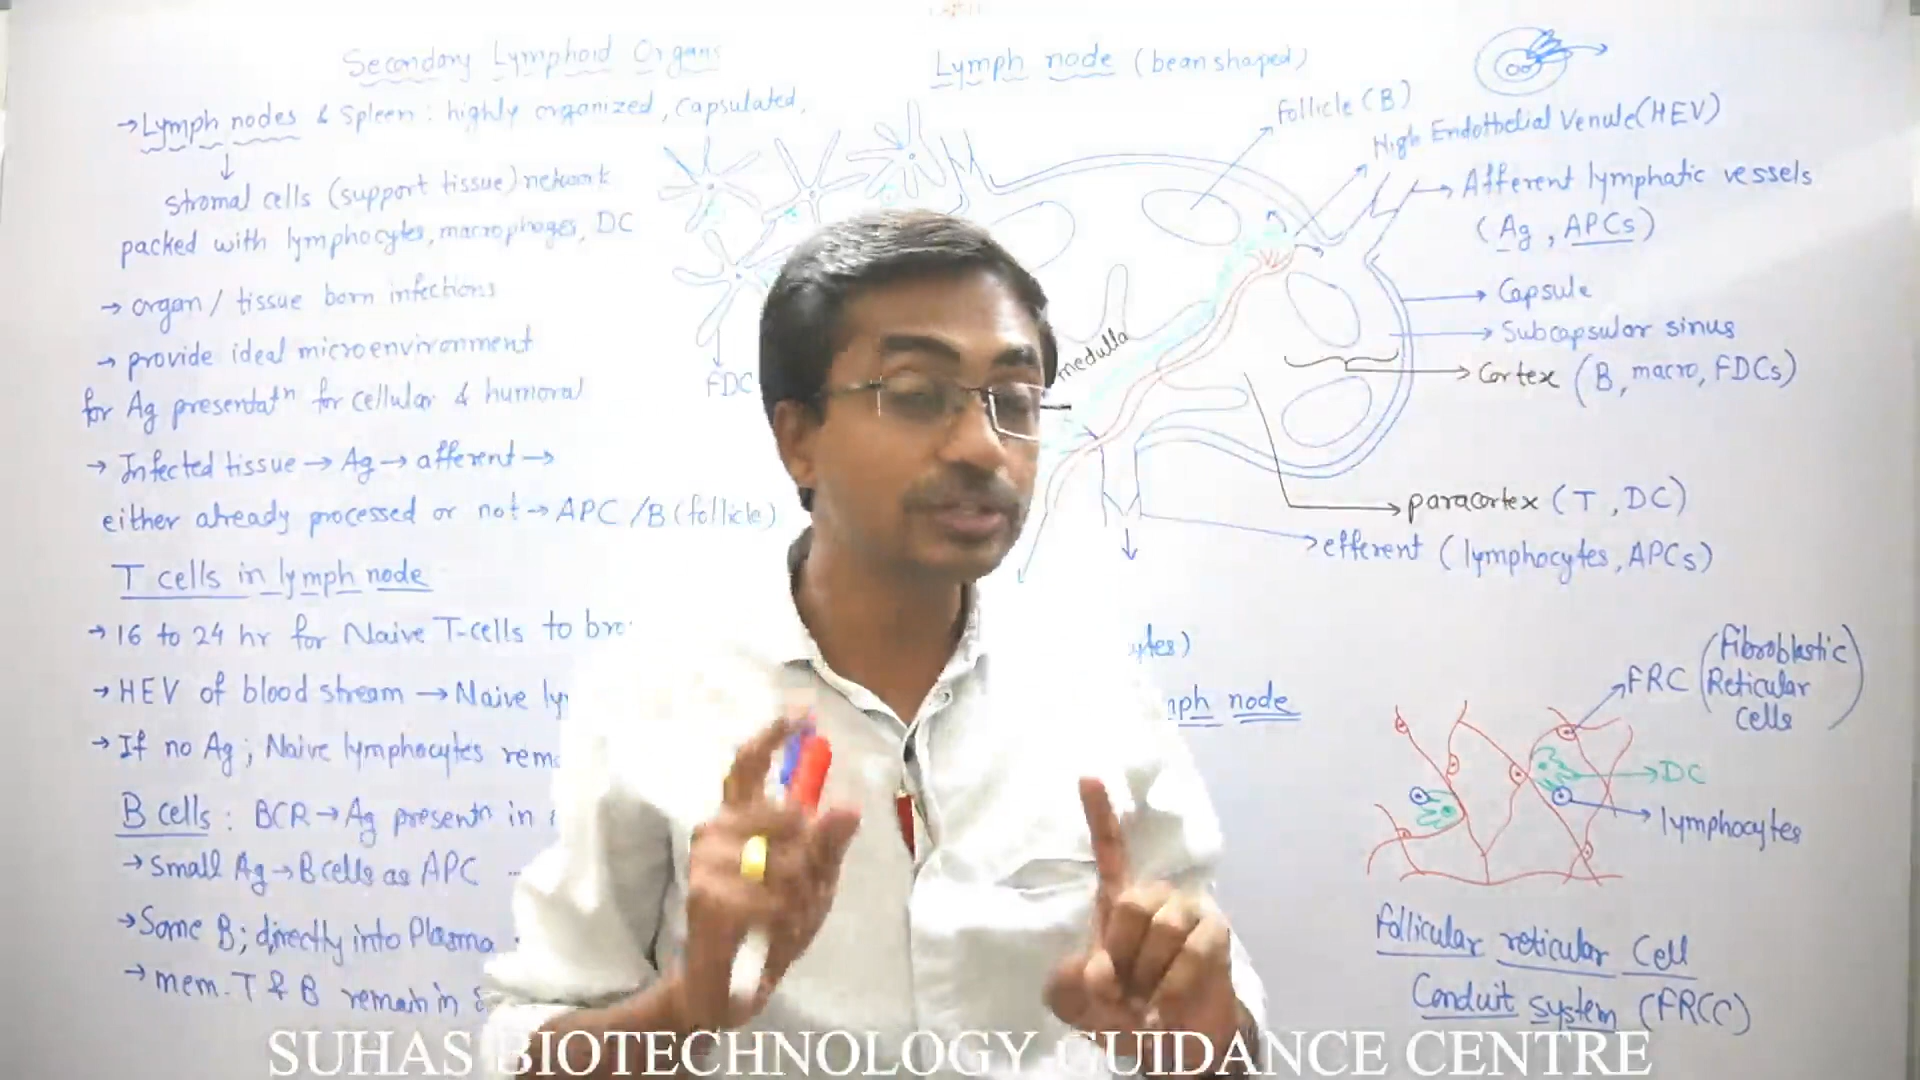 Secondary Lymphoid Organs
→ Lymph nodes & Spleen : highly organized, capsulated,
↓
stromal cells (support tissue) network
packed with lymphocytes, macrophages, DC
→ organ / tissue born infections
→ provide ideal microenvironment
for Ag presentatⁿ for cellular & humoral
→ Infected tissue → Ag → afferent →
either already processed or not → APC / B (follicle)
T cells in lymph node
→ 16 to 24 hr for Naive T-cells to bro
→ HEV of blood stream → Naive ly
→ If no Ag; Naive lymphocytes rem
B cells : BCR → Ag presentⁿ in
→ Small Ag → B cells as APC
→ Some B; directly into Plasma
→ mem. T & B remain in
FDC
Lymph node (bean shaped)
follicle (B)
High Endothelial Venule (HEV)
Afferent lymphatic vessels
(Ag, APCs)
Capsule
Subcapsular sinus
Cortex (B, macro, FDCs)
medulla
paracortex (T, DC)
efferent (lymphocytes, APCs)
ytes)
mph node
FRC (Fibroblastic
Reticular
Cells)
DC
lymphocytes
Follicular reticular Cell
Conduit system (FRCC)
SUHAS BIOTECHNOLOGY GUIDANCE CENTRE